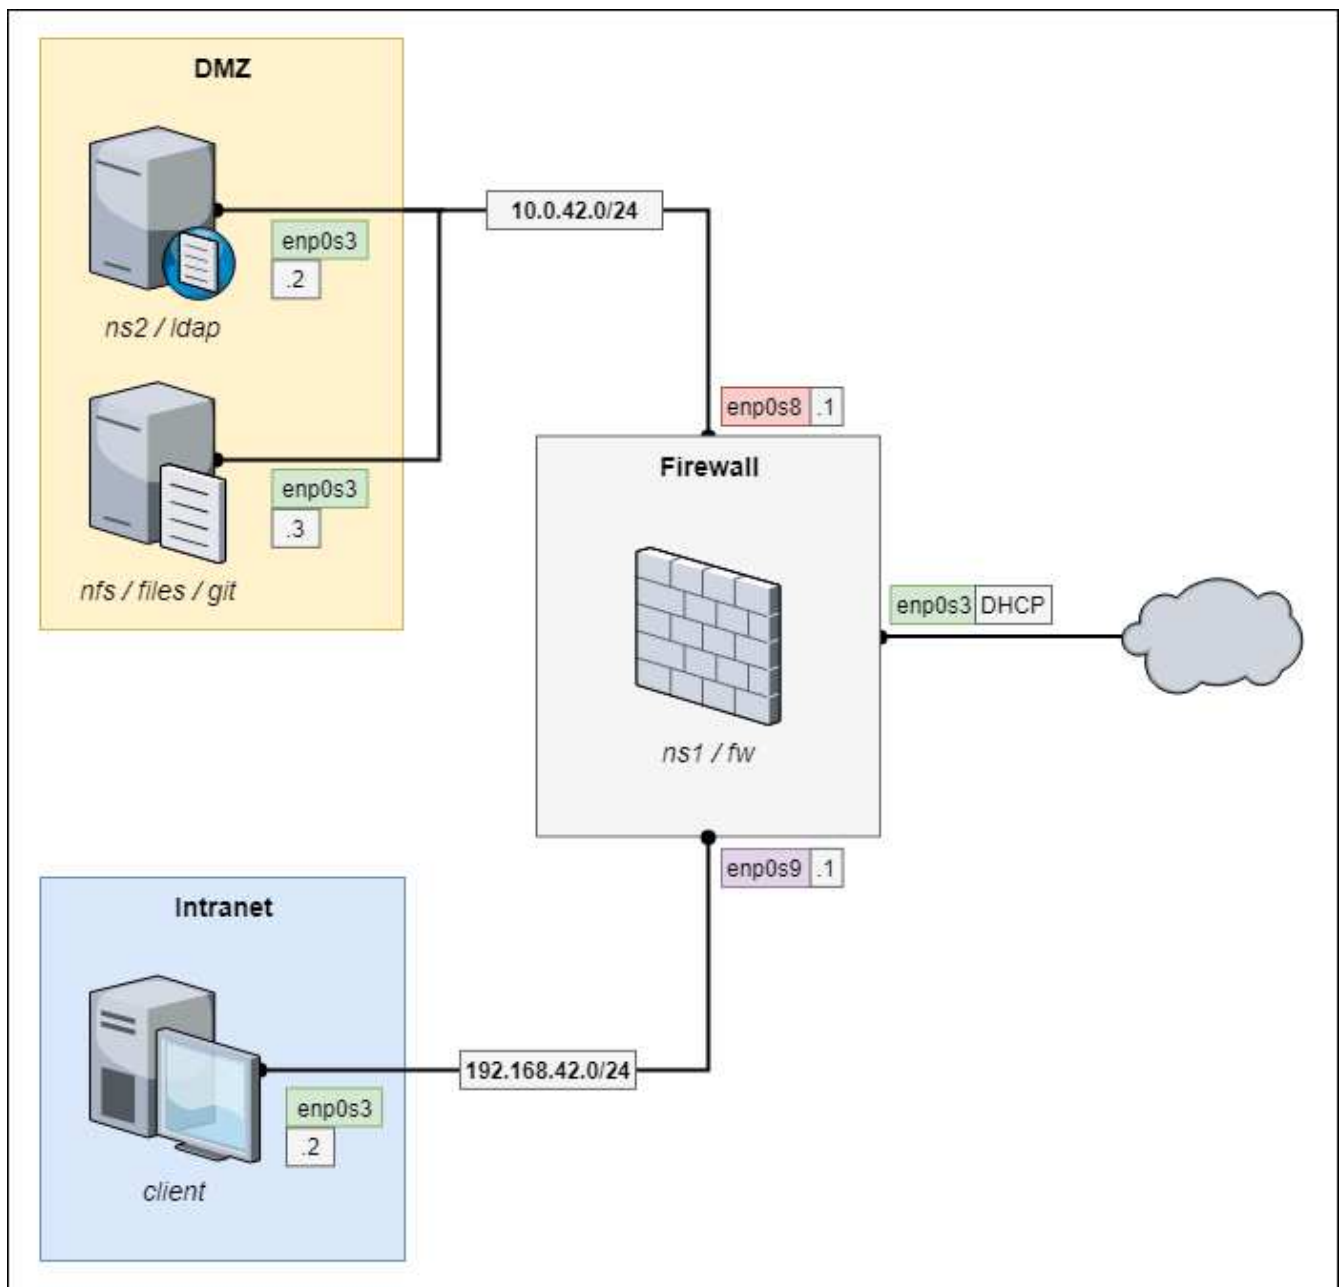 DMZ
enp0s3
.2
ns2 / ldap
enp0s3
.3
nfs / files / git
10.0.42.0/24
enp0s8 .1
Firewall
ns1 / fw
enp0s3 DHCP
enp0s9 .1
Intranet
enp0s3
.2
client
192.168.42.0/24